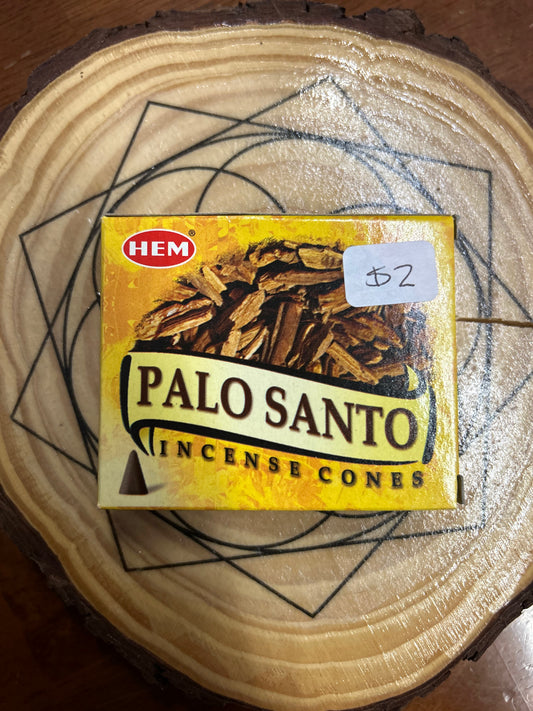 HEM®
$2
PALO SANTO
INCENSE CONES